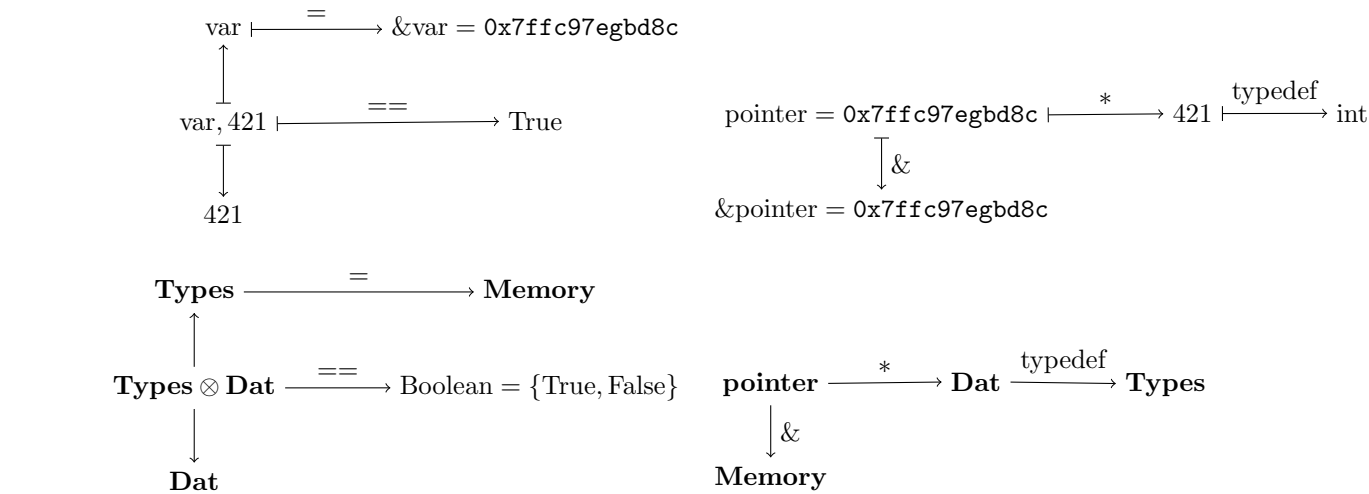 =
var &var = 0x7ffc97egbd8c
==
var, 421 True
421
*
typedef
pointer = 0x7ffc97egbd8c 421 int
&
&pointer = 0x7ffc97egbd8c
=
Types Memory
==
Types ⊗ Dat Boolean = {True, False}
Dat
*
typedef
pointer Dat Types
&
Memory